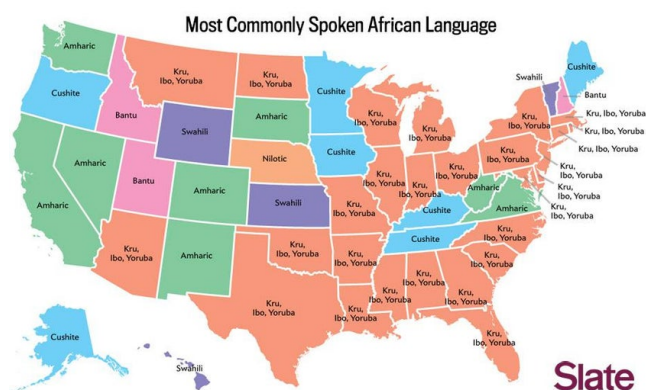 Most Commonly Spoken African Language
Amharic
Cushite
Bantu
Kru,
Ibo, Yoruba
Kru,
Ibo, Yoruba
Cushite
Swahili
Amharic
Nilotic
Cushite
Amharic
Amharic
Bantu
Amharic
Swahili
Kru,
Ibo, Yoruba
Amharic
Kru,
Ibo, Yoruba
Kru,
Ibo, Yoruba
Kru,
Ibo, Yoruba
Kru,
Ibo, Yoruba
Kru,
Ibo, Yoruba
Kru,
Ibo, Yoruba
Kru,
Ibo, Yoruba
Kru,
Ibo, Yoruba
Kru,
Ibo, Yoruba
Kru,
Ibo, Yoruba
Kru,
Ibo, Yoruba
Cushite
Cushite
Kru,
Ibo, Yoruba
Kru,
Ibo, Yoruba
Kru,
Ibo, Yoruba
Kru,
Ibo, Yoruba
Kru,
Ibo, Yoruba
Kru,
Ibo, Yoruba
Amharic
Amharic
Kru,
Ibo, Yoruba
Kru,
Ibo, Yoruba
Swahili
Cushite
Bantu
Kru, Ibo, Yoruba
Kru, Ibo, Yoruba
Kru, Ibo, Yoruba
Kru,
Ibo, Yoruba
Kru,
Ibo, Yoruba
Kru,
Ibo, Yoruba
Cushite
Swahili
Slate